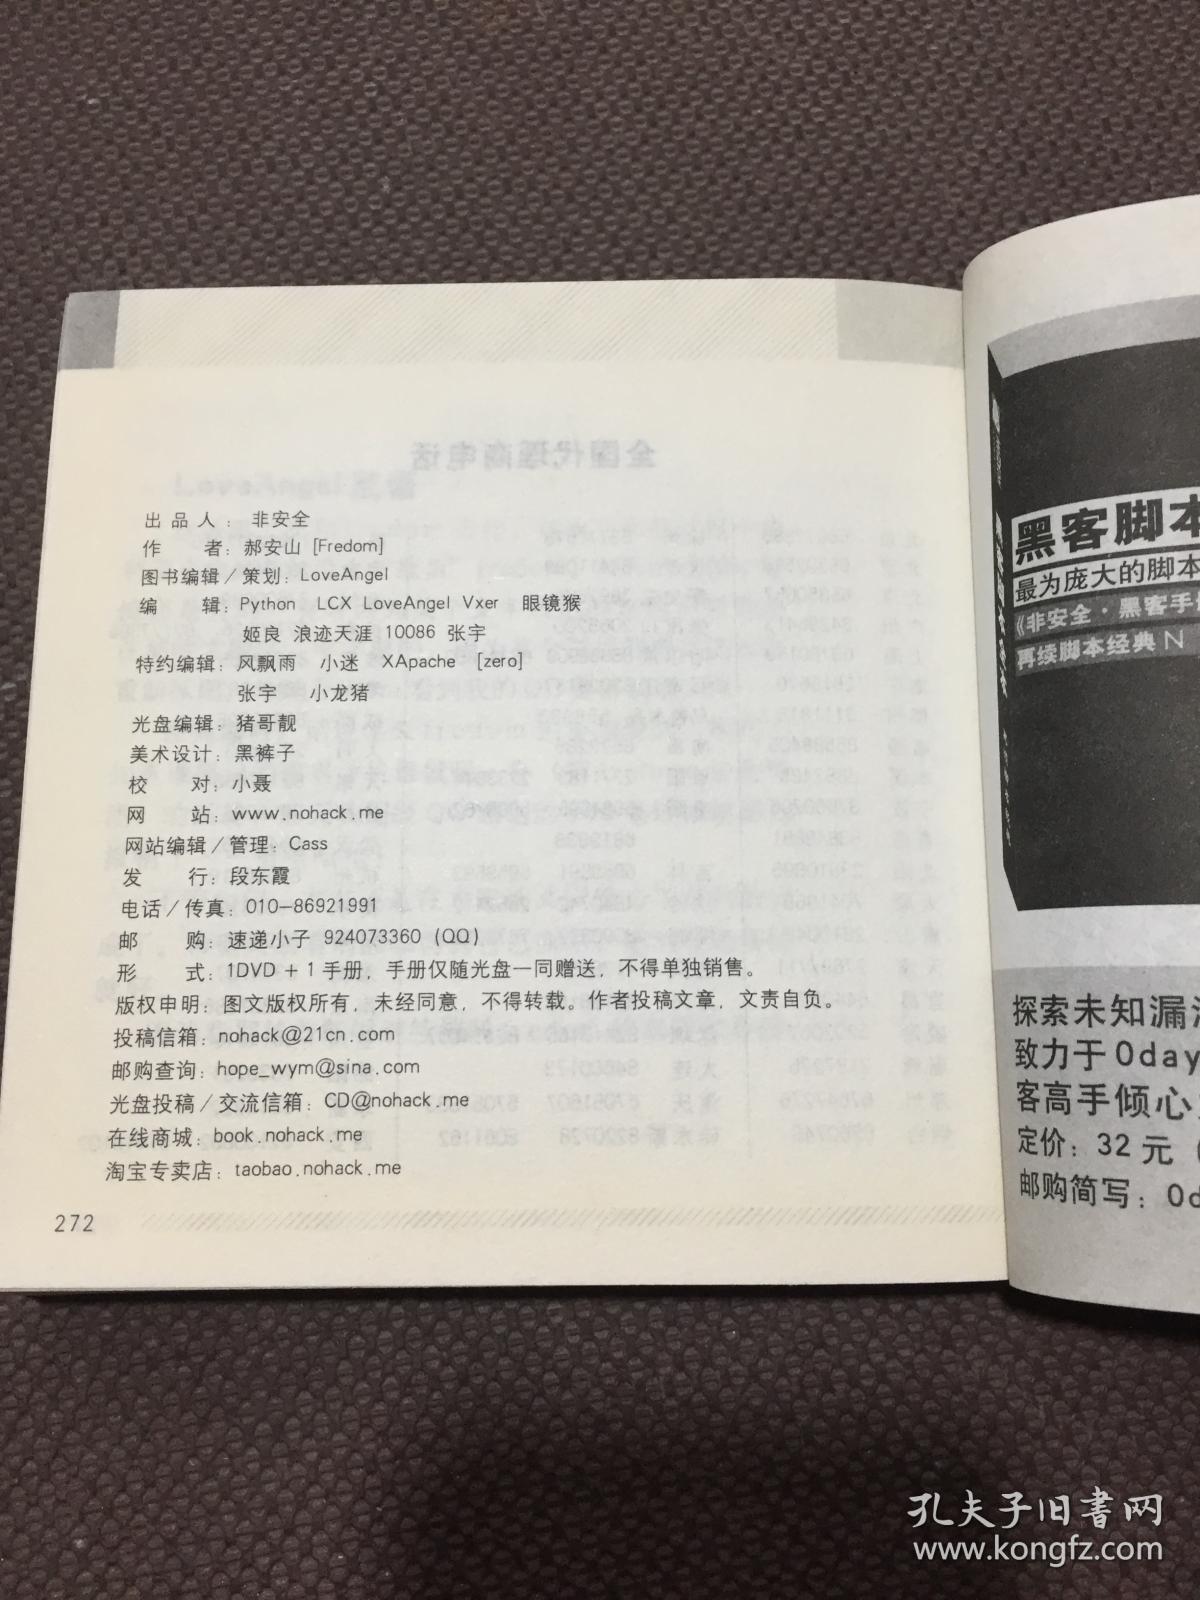 出品人：非安全
作　　者：郝安山 [Fredom]
图书编辑/策划：LoveAngel
编　　辑：Python LCX LoveAngel Vxer 眼镜猴
姬良 浪迹天涯 10086 张宇
特约编辑：风飘雨 小迷 XApache [zero]
张宇 小龙猪
光盘编辑：猪哥靓
美术设计：黑裤子
校　　对：小聂
网　　站：www.nohack.me
网站编辑/管理：Cass
发　　行：段东霞
电话/传真：010-86921991
邮　　购：速递小子 924073360 (QQ)
形　　式：1DVD + 1手册，手册仅随光盘一同赠送，不得单独销售。
版权申明：图文版权所有，未经同意，不得转载。作者投稿文章，文责自负。
投稿信箱：nohack@21cn.com
邮购查询：hope_wym@sina.com
光盘投稿/交流信箱：CD@nohack.me
在线商城：book.nohack.me
淘宝专卖店：taobao.nohack.me
272
黑客脚本
最为庞大的脚本
《非安全·黑客手
再续脚本经典 N
探索未知漏
致力于0day
客高手倾心
定价：32元
邮购简写：0d
孔夫子旧书网
www.kongfz.com